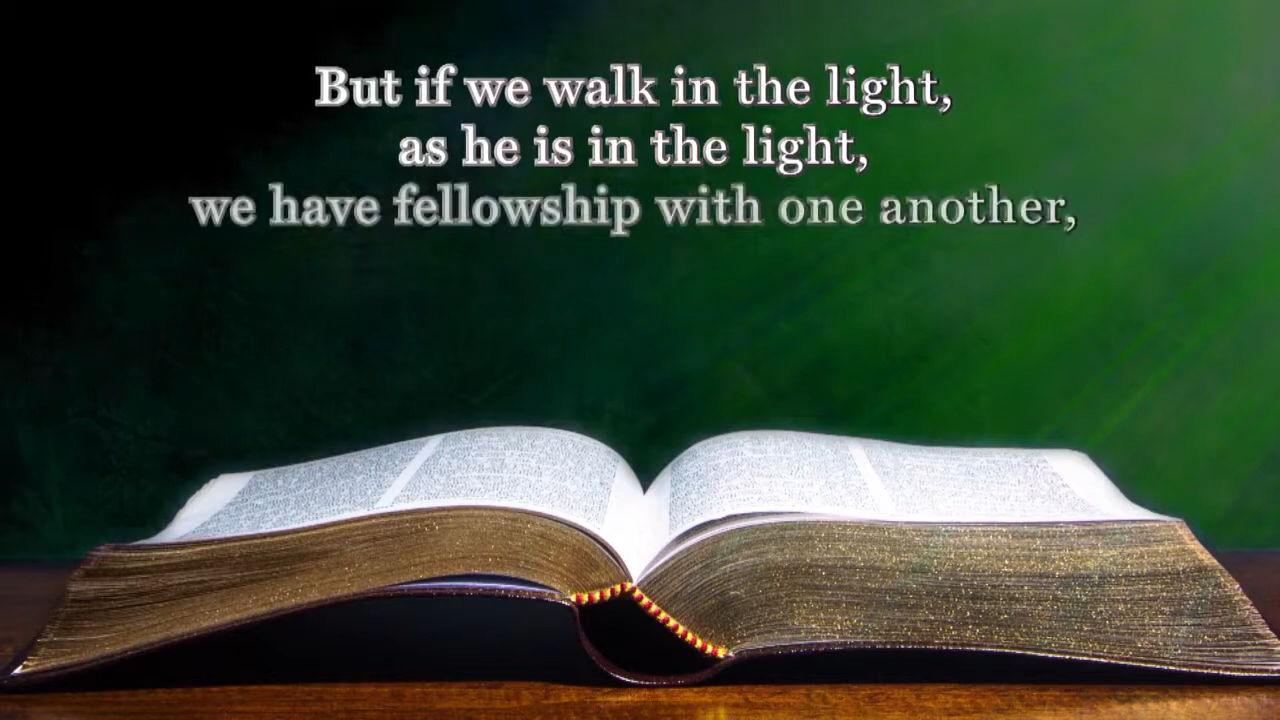 But if we walk in the light,
as he is in the light,
we have fellowship with one another,